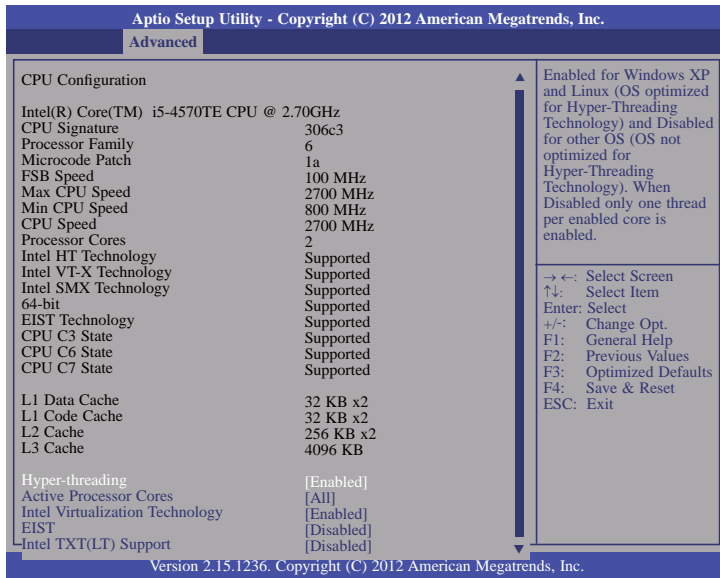 Aptio Setup Utility - Copyright (C) 2012 American Megatrends, Inc.
Advanced
CPU Configuration
Intel(R) Core(TM) i5-4570TE CPU @ 2.70GHz
CPU Signature 306c3
Processor Family 6
Microcode Patch 1a
FSB Speed 100 MHz
Max CPU Speed 2700 MHz
Min CPU Speed 800 MHz
CPU Speed 2700 MHz
Processor Cores 2
Intel HT Technology Supported
Intel VT-X Technology Supported
Intel SMX Technology Supported
64-bit Supported
EIST Technology Supported
CPU C3 State Supported
CPU C6 State Supported
CPU C7 State Supported
L1 Data Cache 32 KB x2
L1 Code Cache 32 KB x2
L2 Cache 256 KB x2
L3 Cache 4096 KB
Hyper-threading [Enabled]
Active Processor Cores [All]
Intel Virtualization Technology [Enabled]
EIST [Disabled]
Intel TXT(LT) Support [Disabled]
Enabled for Windows XP
and Linux (OS optimized
for Hyper-Threading
Technology) and Disabled
for other OS (OS not
optimized for
Hyper-Threading
Technology). When
Disabled only one thread
per enabled core is
enabled.
→ ←: Select Screen
↑↓: Select Item
Enter: Select
+/-: Change Opt.
F1: General Help
F2: Previous Values
F3: Optimized Defaults
F4: Save & Reset
ESC: Exit
Version 2.15.1236. Copyright (C) 2012 American Megatrends, Inc.